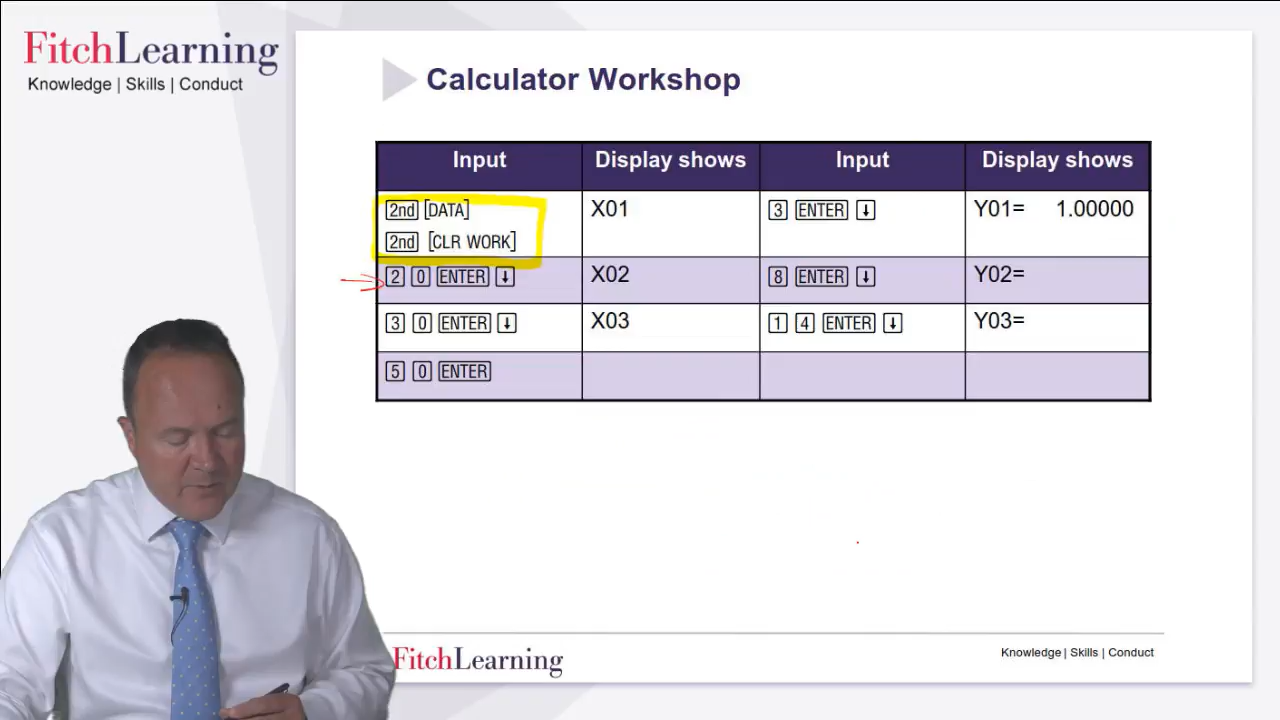 FitchLearning
Knowledge | Skills | Conduct
Calculator Workshop
Input Display shows Input Display shows
2nd [DATA] X01 3 ENTER ↓ Y01= 1.00000
2nd [CLR WORK]
2 0 ENTER ↓ X02 8 ENTER ↓ Y02=
3 0 ENTER ↓ X03 1 4 ENTER ↓ Y03=
5 0 ENTER
FitchLearning
Knowledge | Skills | Conduct